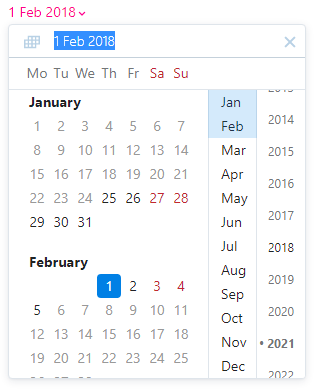 1 Feb 2018
1 Feb 2018
Mo Tu We Th Fr Sa Su
January
1 2 3 4 5 6 7
8 9 10 11 12 13 14
15 16 17 18 19 20 21
22 23 24 25 26 27 28
29 30 31
February
1 2 3 4
5 6 7 8 9 10 11
12 13 14 15 16 17 18
19 20 21 22 23 24 25
Jan
Feb
Mar
Apr
May
Jun
Jul
Aug
Sep
Oct
Nov
Dec
2013
2014
2015
2016
2017
2018
2019
2020
• 2021
2022